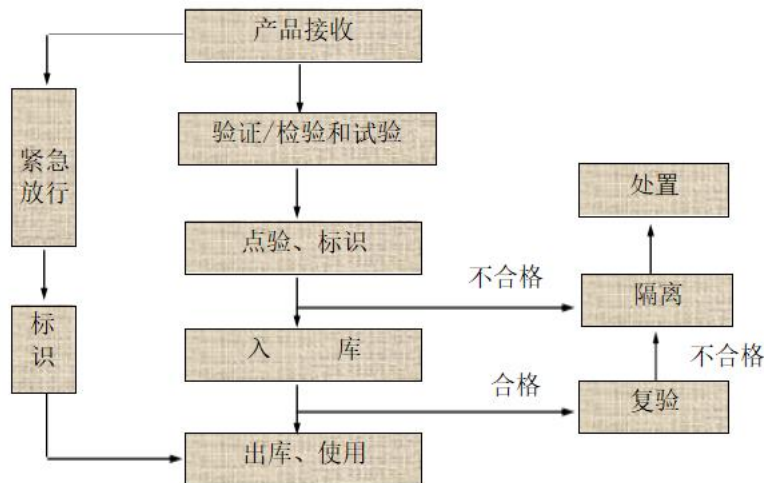 产品接收
验证/检验和试验
紧急
放行
处置
点验、标识
不合格
隔离
标
识
入 库
不合格
合格
复验
出库、使用